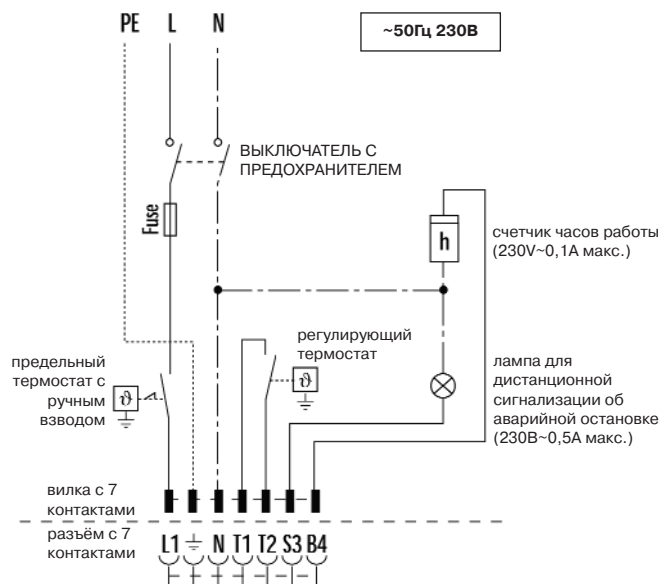 PE L N
~50Гц 230В
ВЫКЛЮЧАТЕЛЬ С
ПРЕДОХРАНИТЕЛЕМ
Fuse
h
счетчик часов работы
(230V~0,1А макс.)
регулирующий
термостат
ϑ
предельный
термостат с
ручным
взводом
ϑ
лампа для
дистанционной
сигнализации об
аварийной остановке
(230В~0,5А макс.)
вилка с 7
контактами
разъём с 7
контактами
L1 N T1 T2 S3 B4